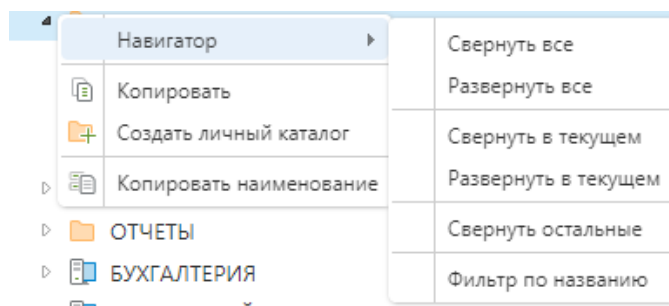 Навигатор
Копировать
Создать личный каталог
Копировать наименование
Свернуть все
Развернуть все
Свернуть в текущем
Развернуть в текущем
Свернуть остальные
Фильтр по названию
ОТЧЕТЫ
БУХГАЛТЕРИЯ